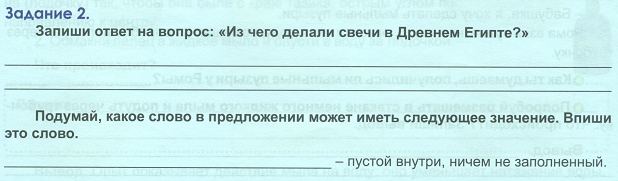 Задание 2.
Запиши ответ на вопрос: «Из чего делали свечи в Древнем Египте?»
Подумай, какое слово в предложении может иметь следующее значение. Впиши
это слово.
– пустой внутри, ничем не заполненный.